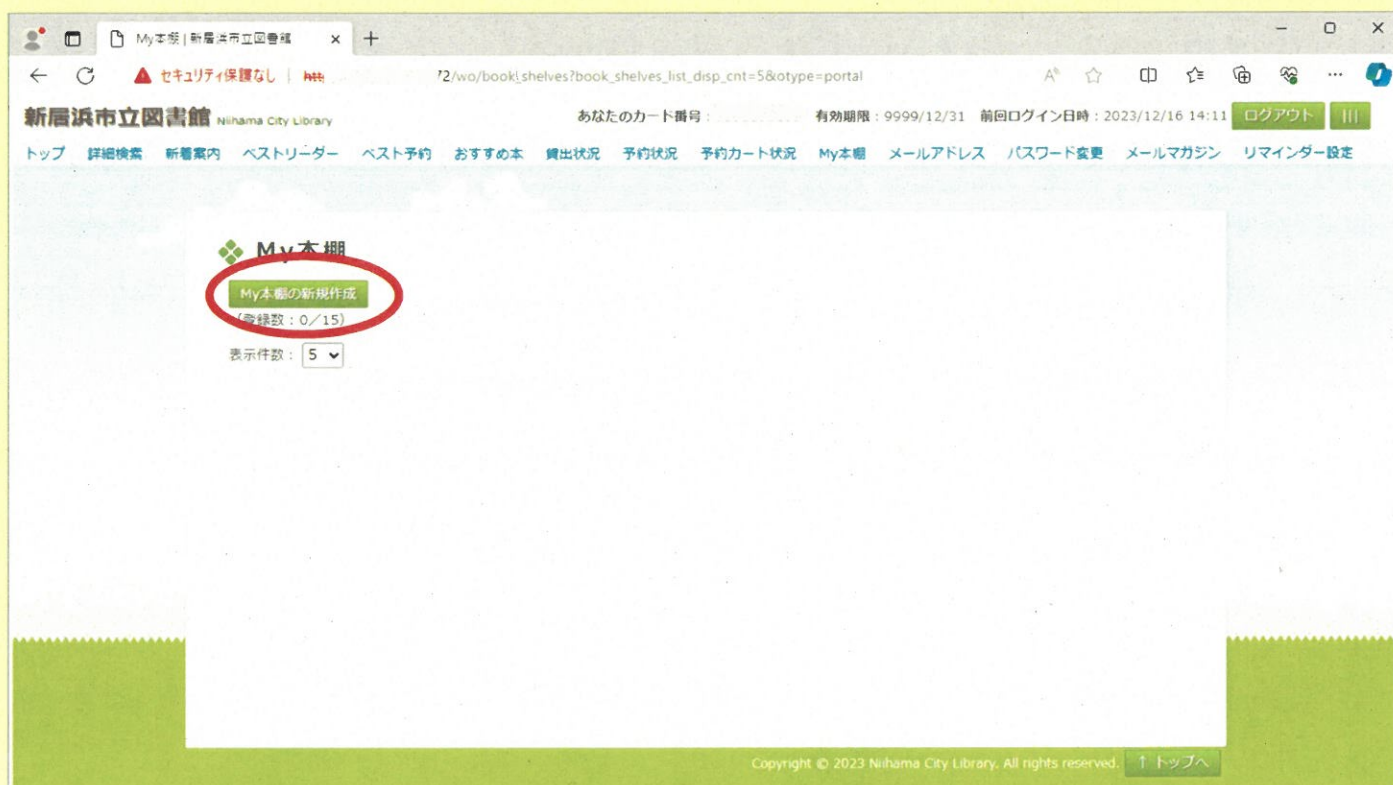 My本棚 | 新居浜市立図書館
セキュリティ保護なし | 72/wo/book_shelves?book_shelves_list_disp_cnt=5&otype=portal
新居浜市立図書館 Niihama City Library あなたのカード番号： 有効期限：9999/12/31 前回ログイン日時：2023/12/16 14:11 ログアウト
トップ 詳細検索 新着案内 ベストリーダー ベスト予約 おすすめ本 貸出状況 予約状況 予約カート状況 My本棚 メールアドレス パスワード変更 メールマガジン リマインダー設定
My本棚
My本棚の新規作成
(登録数：0/15)
表示件数： 5
Copyright © 2023 Niihama City Library. All rights reserved. ↑ トップへ